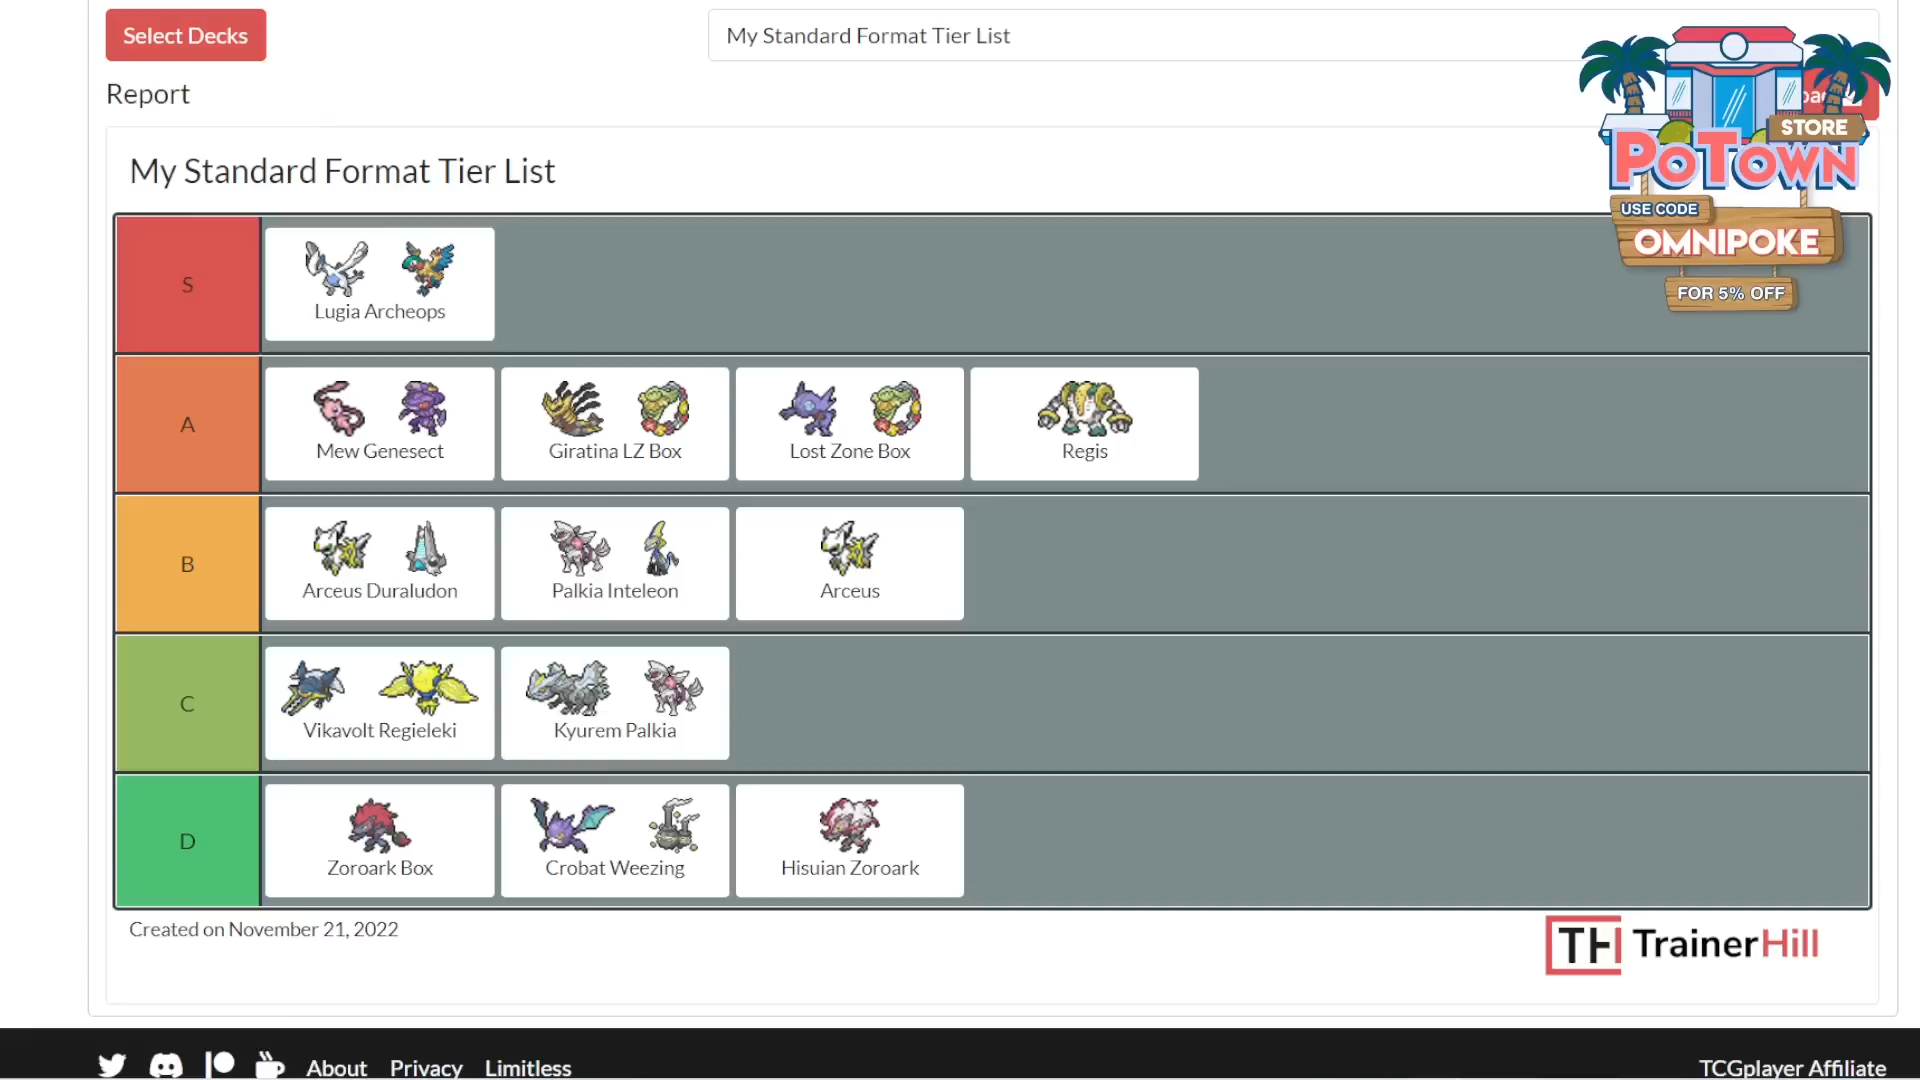 Select Decks
My Standard Format Tier List
Report
STORE
POTOWN
USE CODE
OMNIPOKE
FOR 5% OFF
My Standard Format Tier List
S
Lugia Archeops
A
Mew Genesect
Giratina LZ Box
Lost Zone Box
Regis
B
Arceus Duraludon
Palkia Inteleon
Arceus
C
Vikavolt Regieleki
Kyurem Palkia
D
Zoroark Box
Crobat Weezing
Hisuian Zoroark
Created on November 21, 2022
TH TrainerHill
About Privacy Limitless
TCGplayer Affiliate